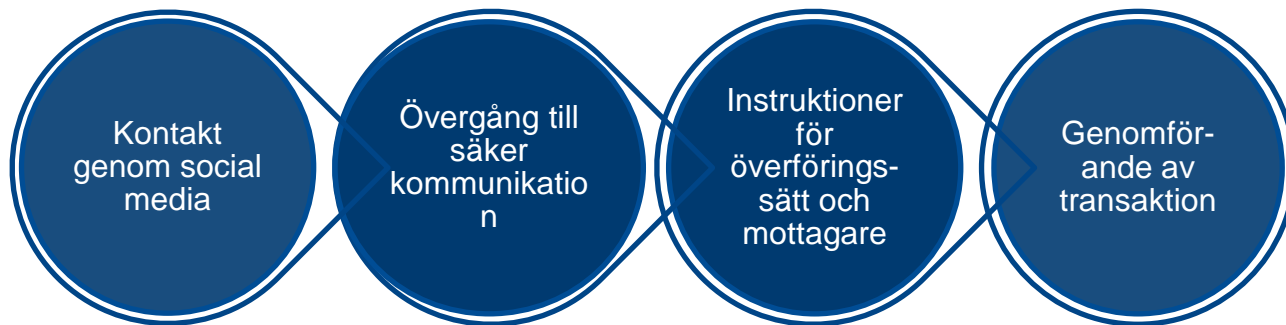 Kontakt
genom social
media
Övergång till
säker
kommunikatio
n
Instruktioner
för
överförings-
sätt och
mottagare
Genomför-
ande av
transaktion